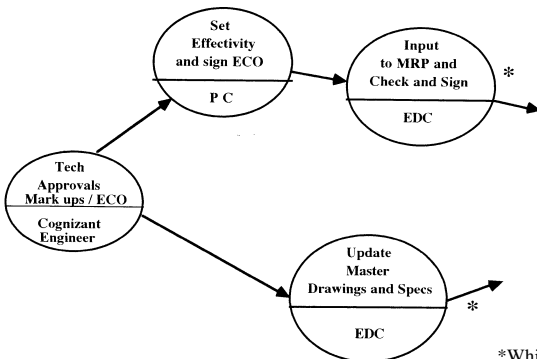 Set
Effectivity
and sign ECO
P C
Input
to MRP and
Check and Sign
EDC
*
Tech
Approvals
Mark ups / ECO
Cognizant
Engineer
Update
Master
Drawings and Specs
EDC
*